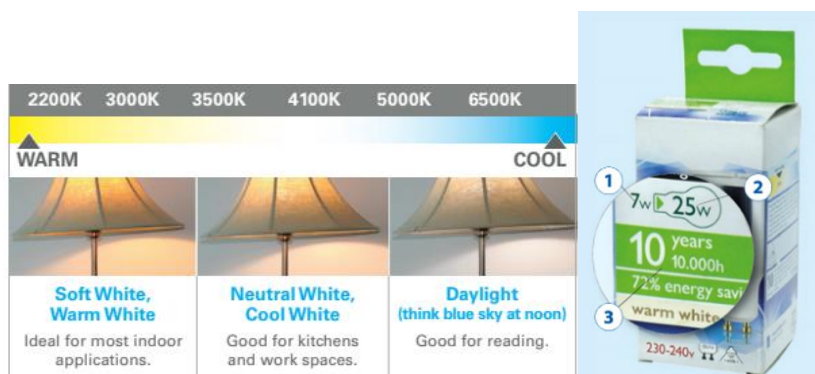 2200K 3000K 3500K 4100K 5000K 6500K
WARM COOL
Soft White,
Warm White
Ideal for most indoor
applications.
Neutral White,
Cool White
Good for kitchens
and work spaces.
Daylight
(think blue sky at noon)
Good for reading.
1
2
7w 25w
10 years
10.000h
72% energy savi
3
warm white
230-240v